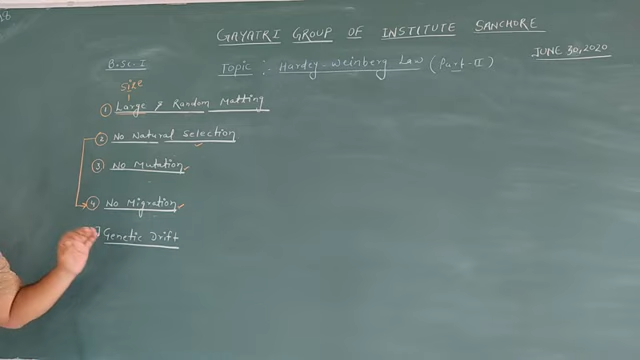 GAYATRI GROUP OF INSTITUTE SANCHORE
JUNE 30, 2020
B.Sc. I
Topic :- Hardey-Weinberg Law (Part-II)
size
① Large & Random Matting
② No Natural Selection
③ No Mutation
④ No Migration
Genetic Drift